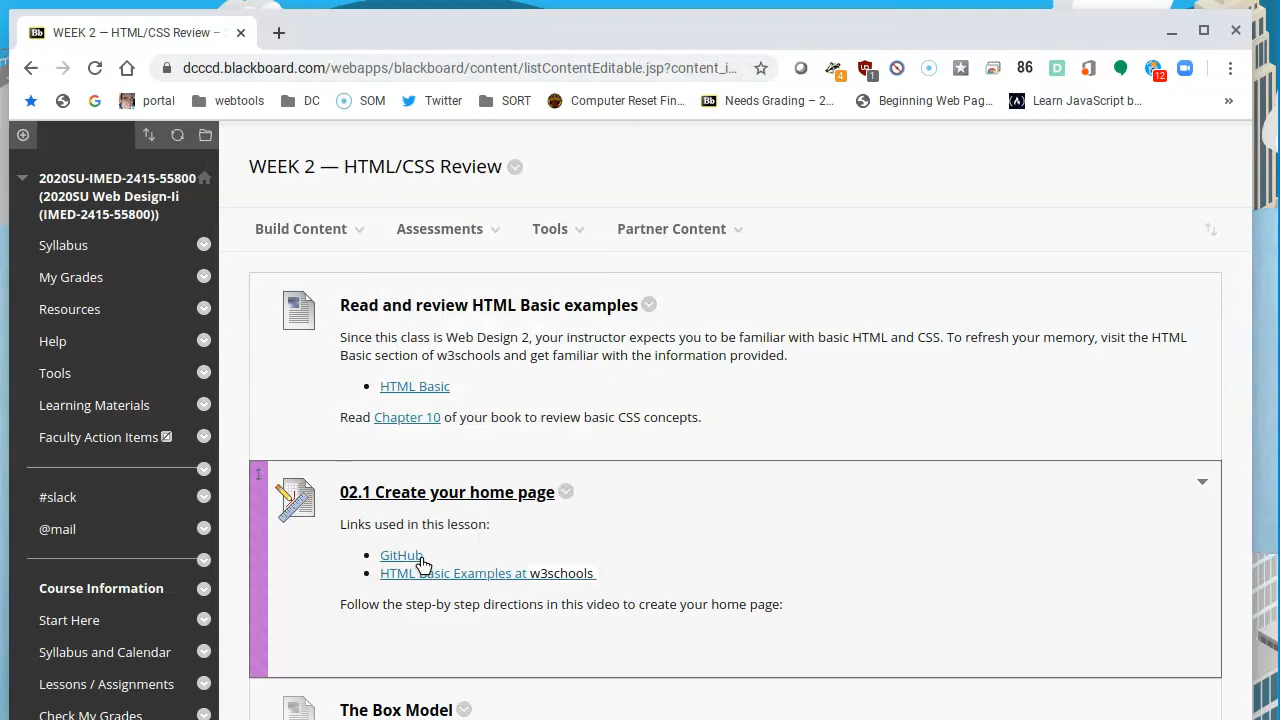 Bb WEEK 2 — HTML/CSS Review –
dcccd.blackboard.com/webapps/blackboard/content/listContentEditable.jsp?content_i...
4
1
86
D
12
portal
webtools
DC
SOM
Twitter
SORT
Computer Reset Fin...
Bb Needs Grading – 2...
Beginning Web Pag...
Learn JavaScript b...
»
2020SU-IMED-2415-55800
(2020SU Web Design-Ii
(IMED-2415-55800))
Syllabus
My Grades
Resources
Help
Tools
Learning Materials
Faculty Action Items
#slack
@mail
Course Information
Start Here
Syllabus and Calendar
Lessons / Assignments
Check My Grades
WEEK 2 — HTML/CSS Review
Build Content
Assessments
Tools
Partner Content
Read and review HTML Basic examples
Since this class is Web Design 2, your instructor expects you to be familiar with basic HTML and CSS. To refresh your memory, visit the HTML
Basic section of w3schools and get familiar with the information provided.
• HTML Basic
Read Chapter 10 of your book to review basic CSS concepts.
02.1 Create your home page
Links used in this lesson:
• GitHub
• HTML Basic Examples at w3schools
Follow the step-by step directions in this video to create your home page:
The Box Model